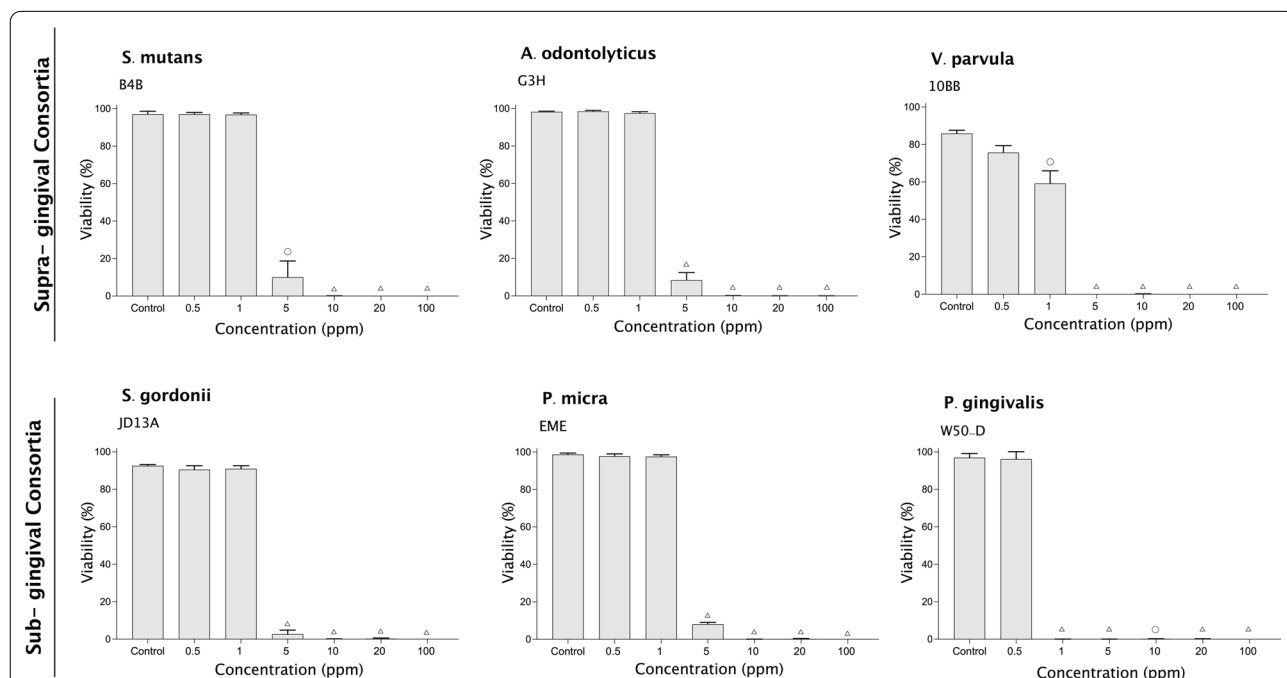 Supra- gingival Consortia
S. mutans
B4B
Viability (%)
100
80
60
40
20
0
Control 0.5 1 5 10 20 100
Concentration (ppm)
A. odontolyticus
G3H
Viability (%)
100
80
60
40
20
0
Control 0.5 1 5 10 20 100
Concentration (ppm)
V. parvula
10BB
Viability (%)
100
80
60
40
20
0
Control 0.5 1 5 10 20 100
Concentration (ppm)
Sub- gingival Consortia
S. gordonii
JD13A
Viability (%)
100
80
60
40
20
0
Control 0.5 1 5 10 20 100
Concentration (ppm)
P. micra
EME
Viability (%)
100
80
60
40
20
0
Control 0.5 1 5 10 20 100
Concentration (ppm)
P. gingivalis
W50-D
Viability (%)
100
80
60
40
20
0
Control 0.5 1 5 10 20 100
Concentration (ppm)